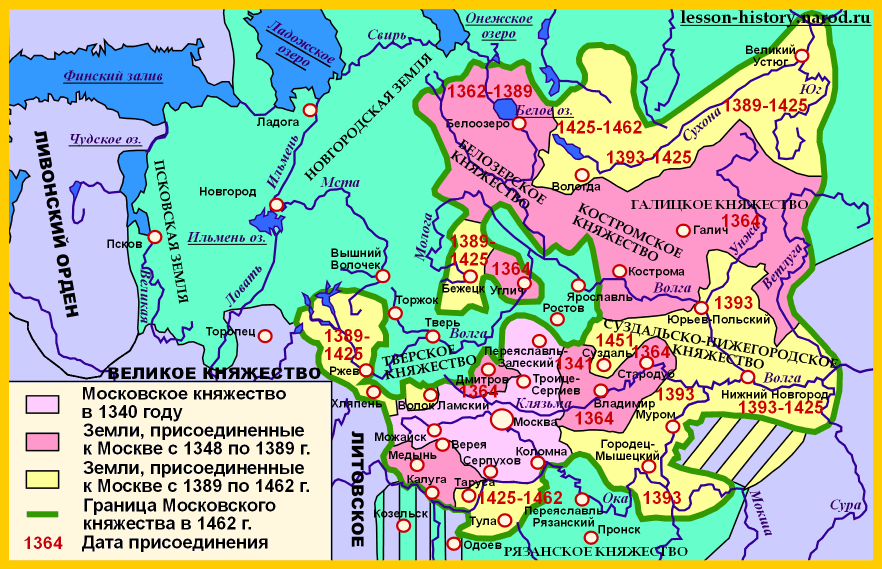 lesson-history.narod.ru
Онежское
озеро
Ладожское
озеро
Свирь
Великий
Устюг
Финский залив
Юг
1362-1389
1389-1425
Белое оз.
Сухона
Ладога
Белоозеро
1425-1462
НОВГОРОДСКАЯ ЗЕМЛЯ
Чудское оз.
ЛИВОНСКИЙ ОРДЕН
Ильмень
БЕЛОЗЕРСКОЕ
КНЯЖЕСТВО
1393-1425
Вологда
ПСКОВСКАЯ ЗЕМЛЯ
Новгород
Мста
ГАЛИЦКОЕ КНЯЖЕСТВО
КОСТРОМСКОЕ
КНЯЖЕСТВО
1364
Галич
Унжа
Ветлуга
Псков
Ильмень оз.
Молога
1389-
1425
Вышний
Волочек
Великая
Ловать
1364
Кострома
Бежецк
Углич
Ярославль
Волга
1393
Торжок
Ростов
Юрьев-Польский
Торопец
Тверь
Волга
1389-
1425
СУЗДАЛЬ
СКО-НИЖЕГОРОДСКОЕ
КНЯЖЕСТВО
1451
Переяславль-
Залеский
1341
Суздаль
1364
ТВЕРСКОЕ
КНЯЖЕСТВО
Ржев
Стародуб
ВЕЛИКОЕ КНЯЖЕСТВО
Дмитров
1364
Троице-
Сергиев
Волга
Хляпень
Волок Ламский
Клязьма
Владимир
1393
Нижний Новгород
1393-1425
1364
Муром
Москва
Можайск
Верея
Городец-
Мышецкий
Медынь
Серпухов
Коломна
ЛИТОВСКОЕ
Калуга
Таруса
1425-1462
Ока
1393
Козельск
Тула
Переяславль
Рязанский
Мокша
Сура
Пронск
Одоев
РЯЗАНСКОЕ КНЯЖЕСТВО
Московское княжество
в 1340 году
Земли, присоединенные
к Москве с 1348 по 1389 г.
Земли, присоединенные
к Москве с 1389 по 1462 г.
Граница Московского
княжества в 1462 г.
1364 Дата присоединения